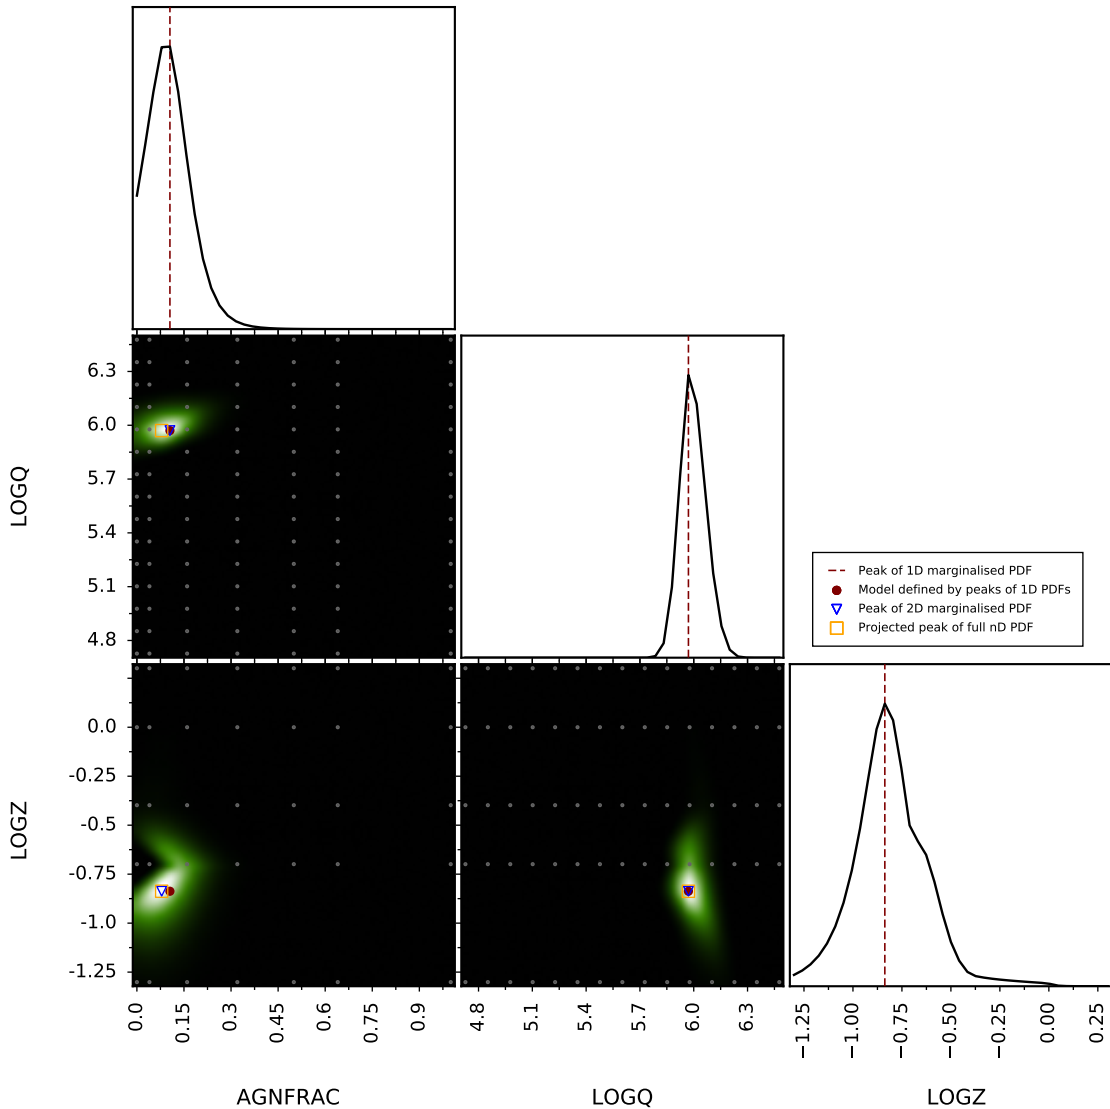 6.3
6.0
5.7
5.4
5.1
4.8
LOGQ
Peak of 1D marginalised PDF
Model defined by peaks of 1D PDFs
Peak of 2D marginalised PDF
Projected peak of full nD PDF
0.0
-0.25
-0.5
-0.75
-1.0
-1.25
LOGZ
0.0 0.15 0.3 0.45 0.6 0.75 0.9
4.8 5.1 5.4 5.7 6.0 6.3
−1.25 −1.00 −0.75 −0.50 −0.25 0.00 0.25
AGNFRAC LOGQ LOGZ